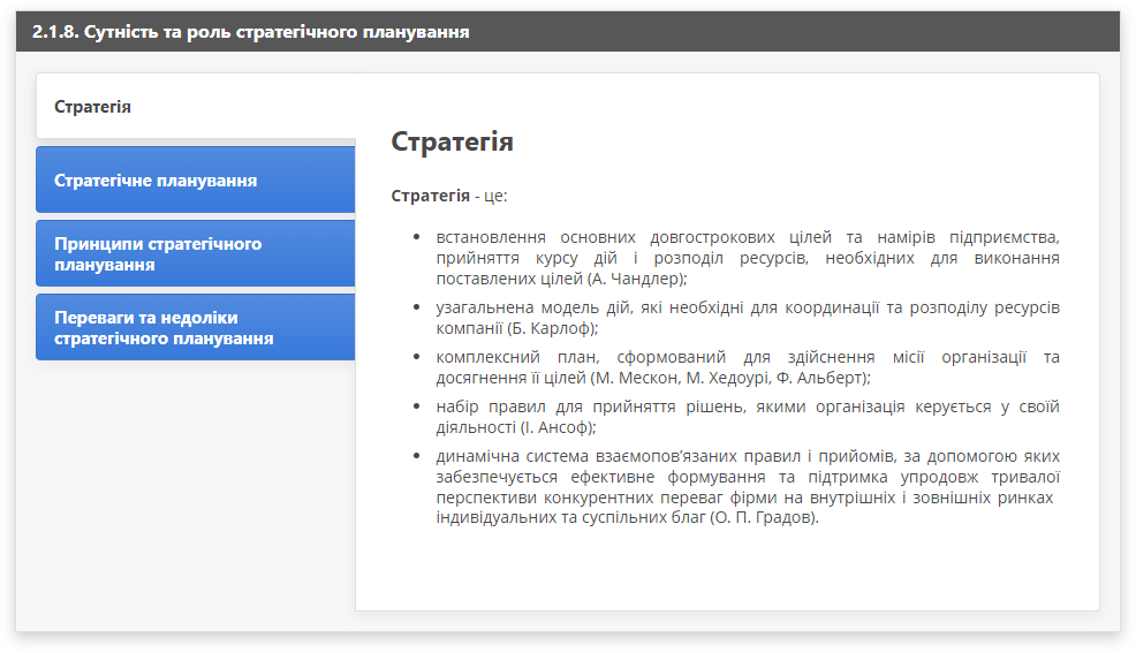 2.1.8. Сутність та роль стратегічного планування
Стратегія
Стратегічне планування
Принципи стратегічного
планування
Переваги та недоліки
стратегічного планування
Стратегія
Стратегія - це:
• встановлення основних довгострокових цілей та намірів підприємства,
прийняття курсу дій і розподіл ресурсів, необхідних для виконання
поставлених цілей (А. Чандлер);
• узагальнена модель дій, які необхідні для координації та розподілу ресурсів
компанії (Б. Карлоф);
• комплексний план, сформований для здійснення місії організації та
досягнення її цілей (М. Мескон, М. Хедоурі, Ф. Альберт);
• набір правил для прийняття рішень, якими організація керується у своїй
діяльності (І. Ансоф);
• динамічна система взаємопов’язаних правил і прийомів, за допомогою яких
забезпечується ефективне формування та підтримка упродовж тривалої
перспективи конкурентних переваг фірми на внутрішніх і зовнішніх ринках
індивідуальних та суспільних благ (О. П. Градов).